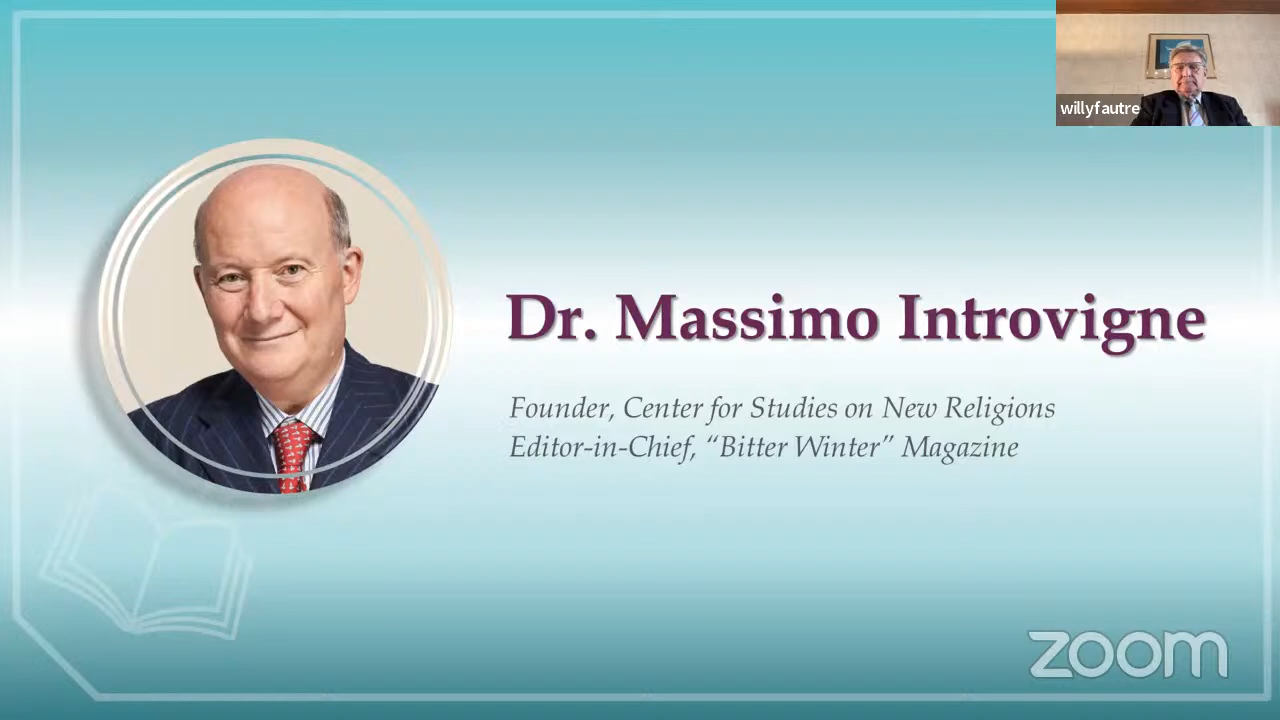 willyfautre
Dr. Massimo Introvigne
Founder, Center for Studies on New Religions
Editor-in-Chief, “Bitter Winter” Magazine
zoom